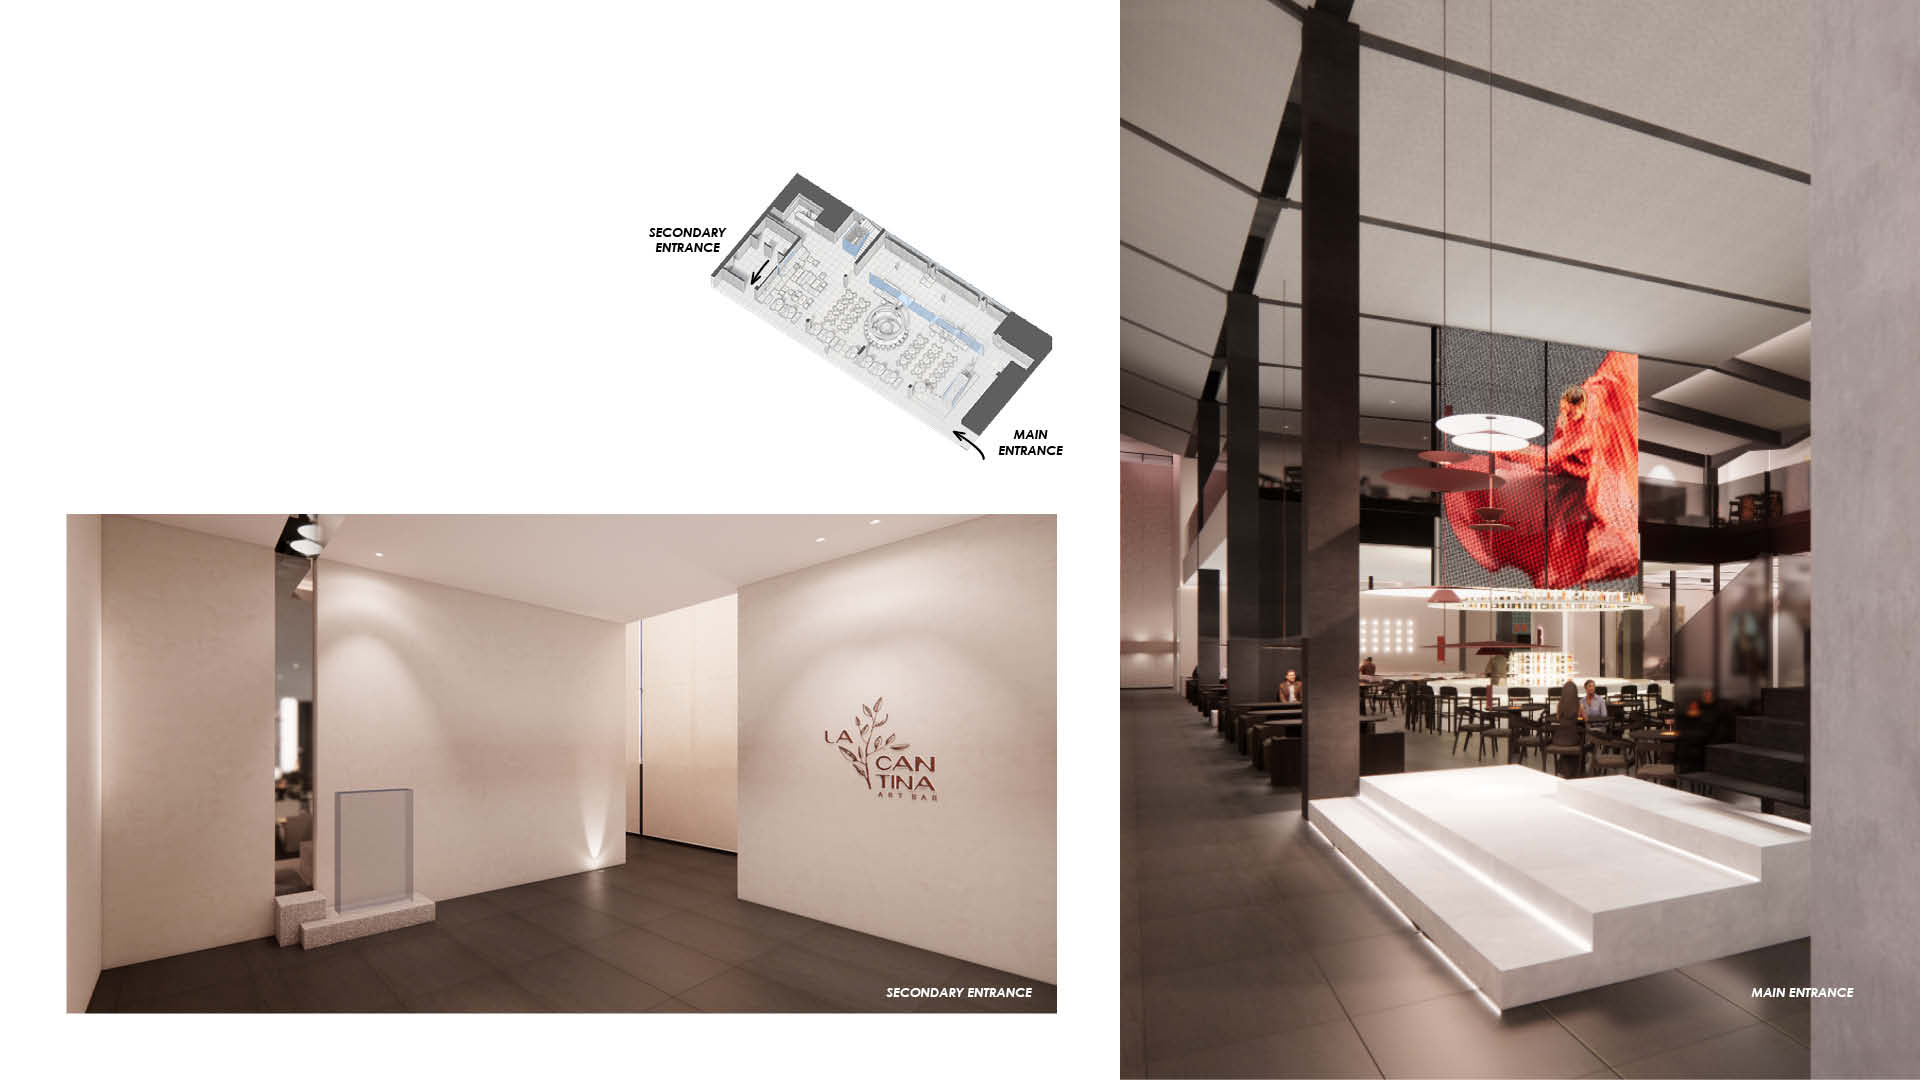 SECONDARY
ENTRANCE
MAIN
ENTRANCE
LA
CAN
TINA
ART BAR
SECONDARY ENTRANCE
MAIN ENTRANCE